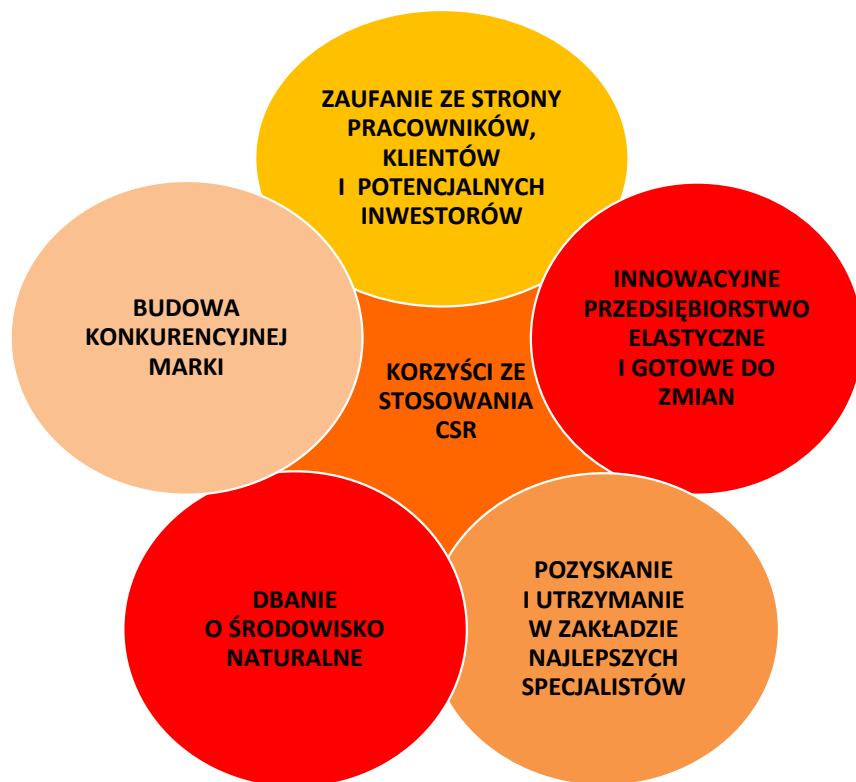 ZAUFANIE ZE STRONY
PRACOWNIKÓW,
KLIENTÓW
I POTENCJALNYCH
INWESTORÓW
BUDOWA
KONKURENCYJNEJ
MARKI
INNOWACYJNE
PRZEDSIĘBIORSTWO
ELASTYCZNE
I GOTOWE DO
ZMIAN
KORZYŚCI ZE
STOSOWANIA
CSR
DBANIE
O ŚRODOWISKO
NATURALNE
POZYSKANIE
I UTRZYMANIE
W ZAKŁADZIE
NAJLEPSZYCH
SPECJALISTÓW